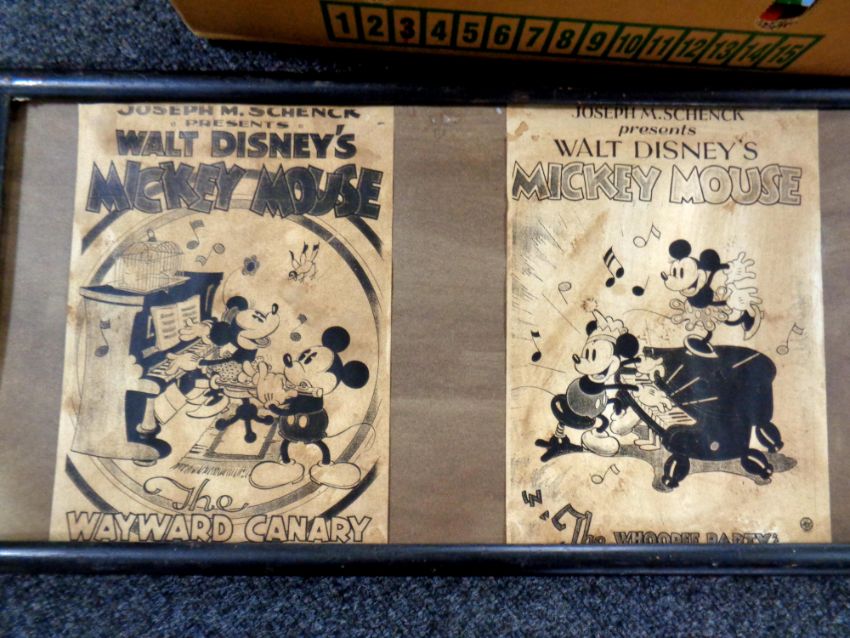 1 2 3 4 5 6 7 8 9 10 11 12 13 14 15
JOSEPH M. SCHENCK
PRESENTS
WALT DISNEY'S
MICKEY MOUSE
The
WAYWARD CANARY
JOSEPH M. SCHENCK
presents
WALT DISNEY'S
MICKEY MOUSE
IN
"The WHOOPEE PARTY"